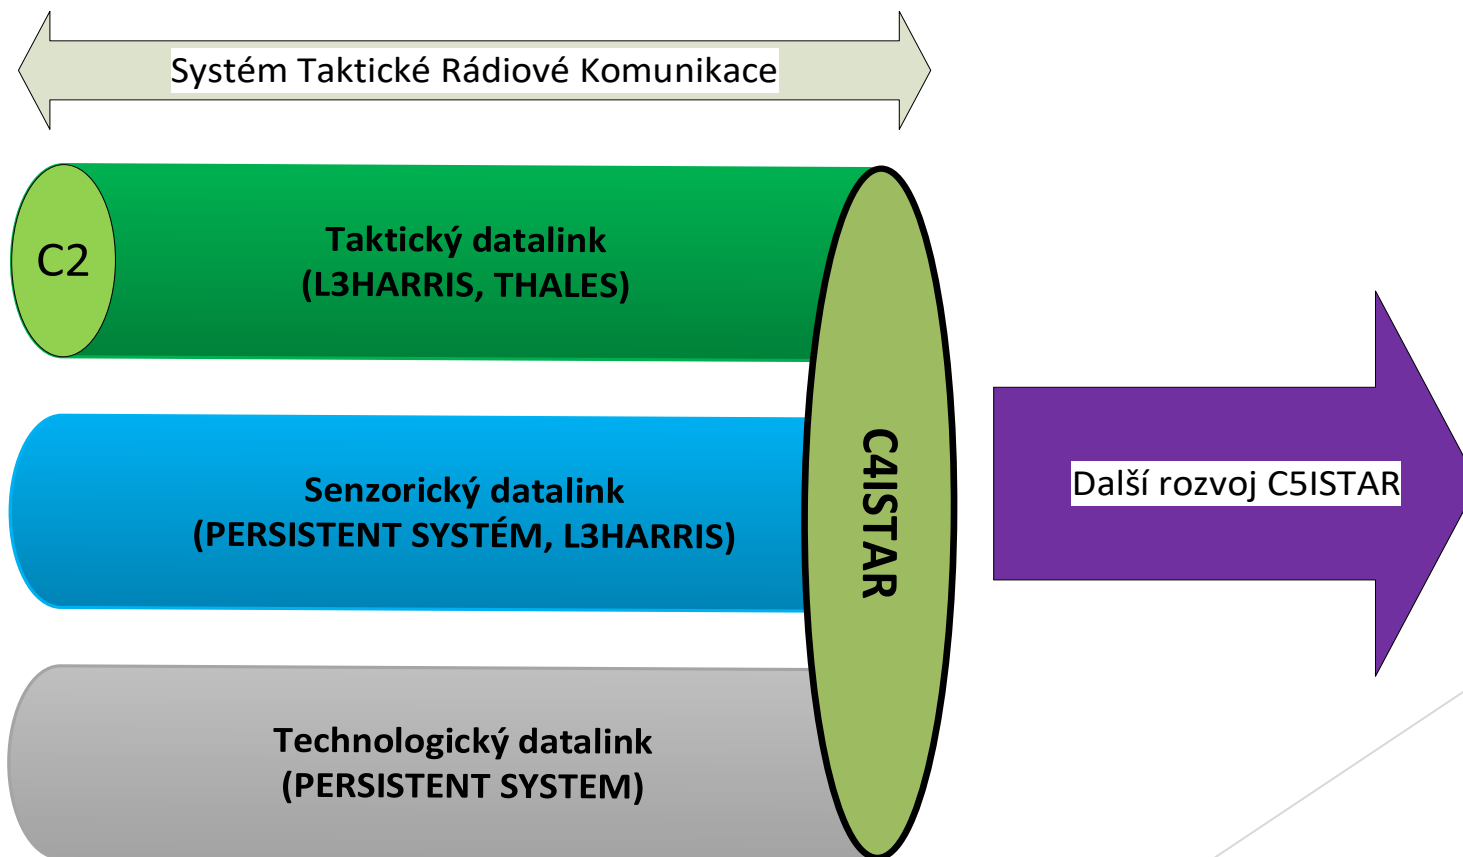 Systém Taktické Rádiové Komunikace
C2
Taktický datalink
(L3HARRIS, THALES)
Senzorický datalink
(PERSISTENT SYSTÉM, L3HARRIS)
Technologický datalink
(PERSISTENT SYSTEM)
C4ISTAR
Další rozvoj C5ISTAR